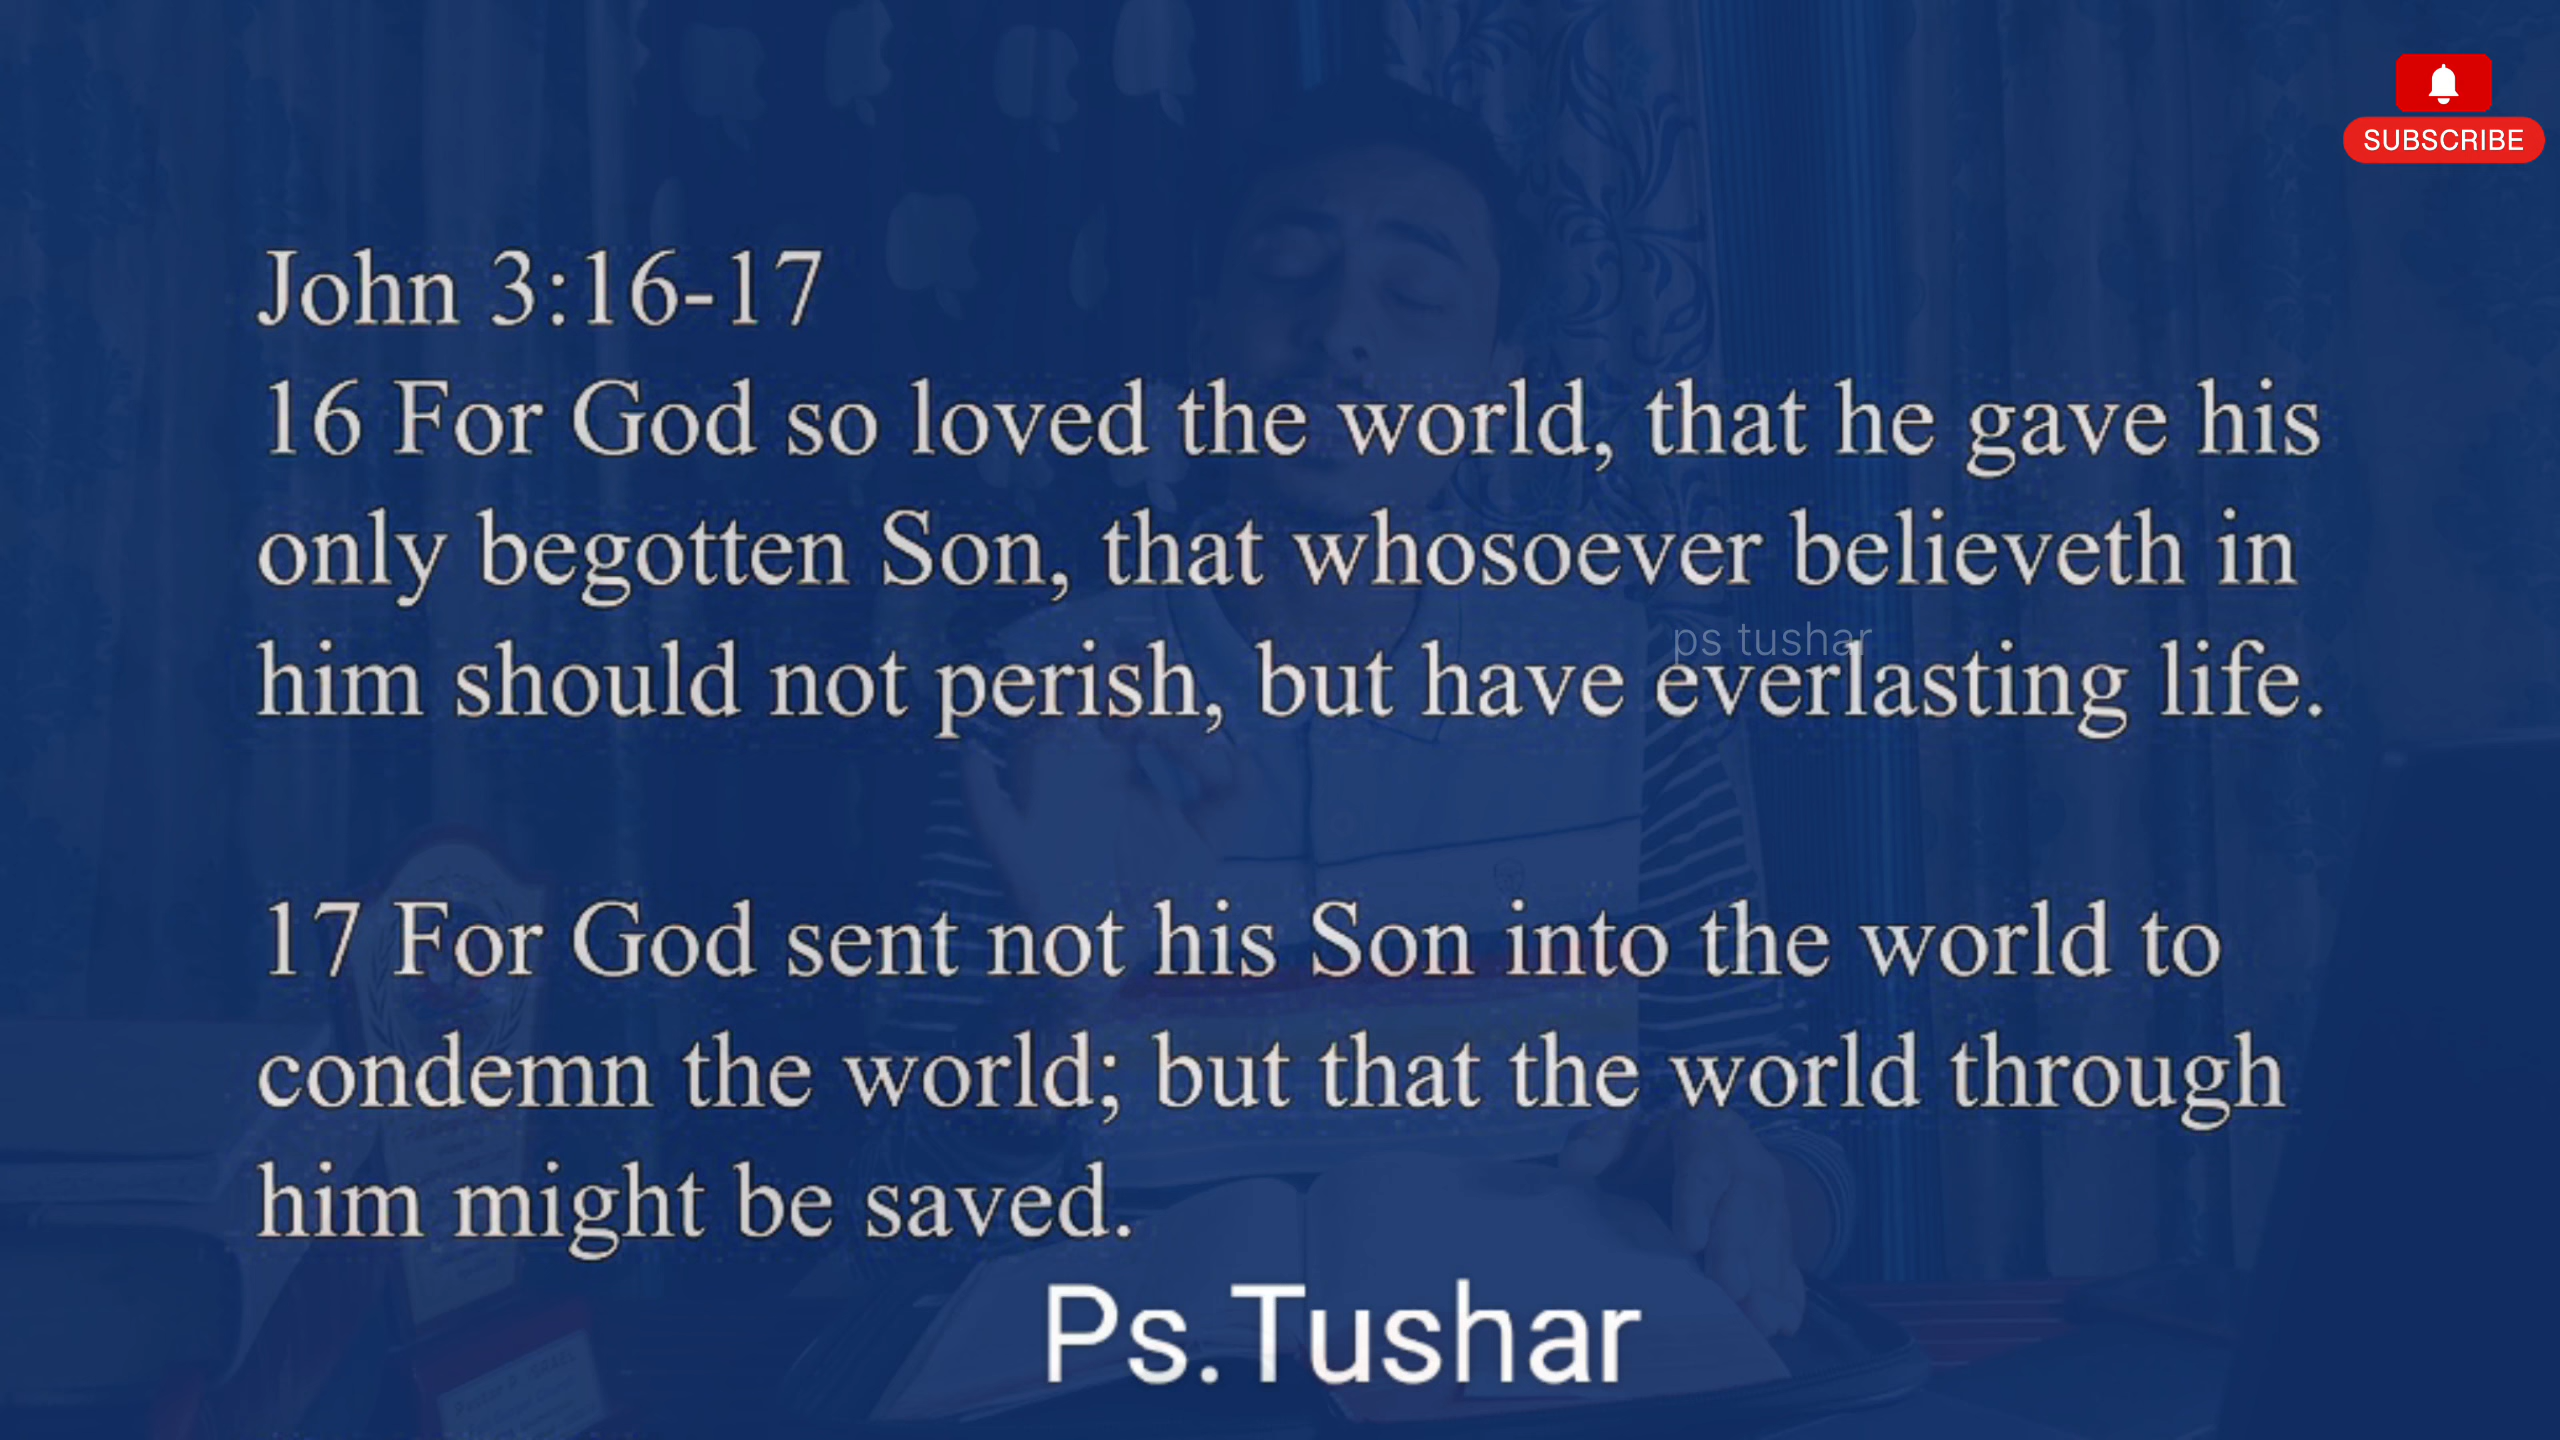 SUBSCRIBE
John 3:16-17
16 For God so loved the world, that he gave his
only begotten Son, that whosoever believeth in
ps tushar
him should not perish, but have everlasting life.
17 For God sent not his Son into the world to
condemn the world; but that the world through
him might be saved.
Ps.Tushar